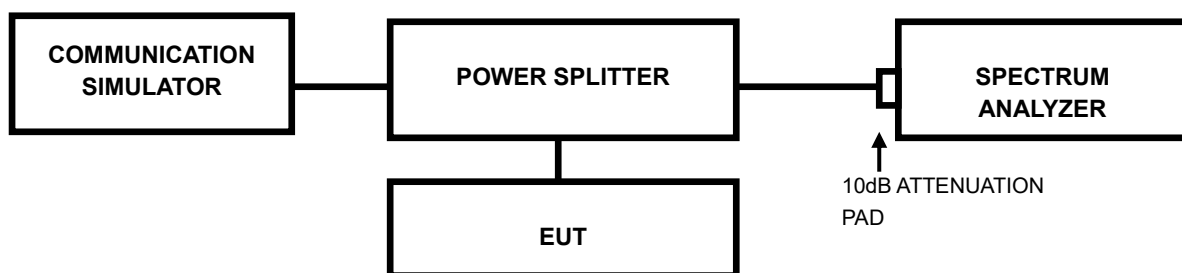 COMMUNICATION
SIMULATOR
POWER SPLITTER
SPECTRUM
ANALYZER
10dB ATTENUATION
PAD
EUT